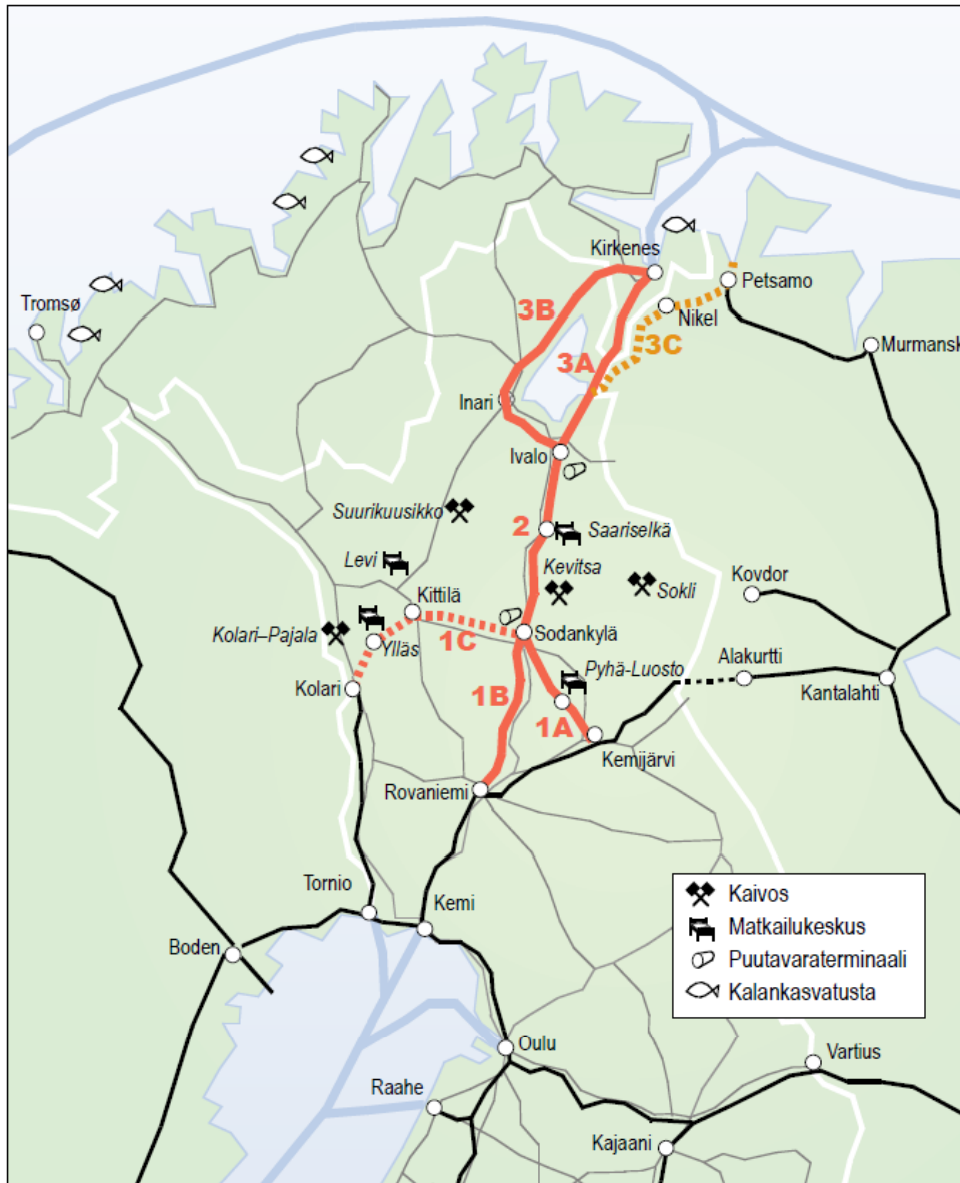 Kirkenes
Petsamo
Tromsø
3B
Nikel
3C
Murmansk
3A
Inari
Ivalo
Suurikuusikko
2
Saariselkä
Levi
Kevitsa
Sokli
Kovdor
Kittilä
Kolari–Pajala
Ylläs
1C
Sodankylä
Pyhä-Luosto
Alakurtti
Kolari
1B
Kantalahti
1A
Kemijärvi
Rovaniemi
Tornio
Kemi
Kaivos
Matkailukeskus
Boden
Puutavaraterminaali
Kalankasvatusta
Oulu
Vartius
Raahe
Kajaani